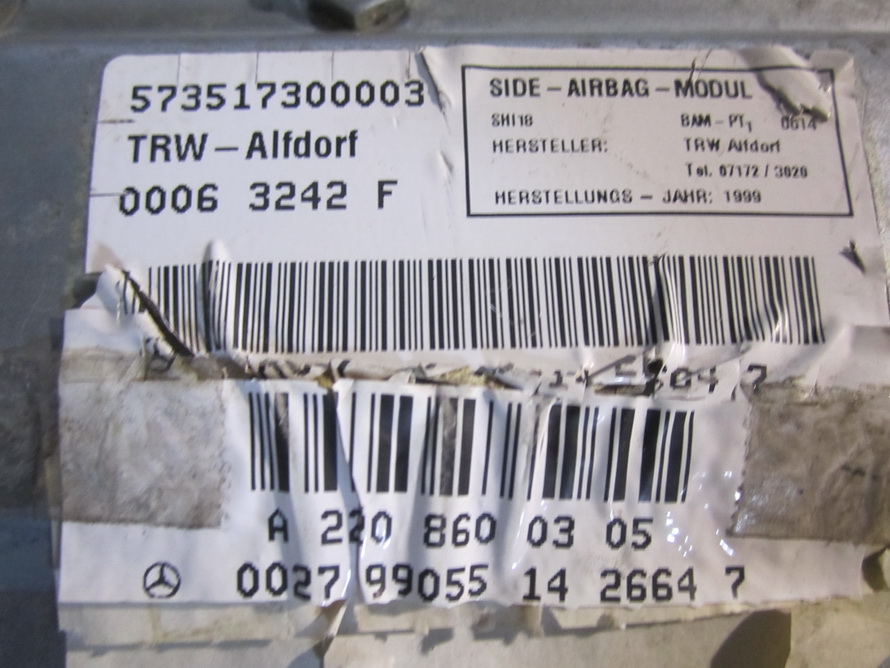 573517300003
TRW-Alfdorf
0006 3242 F
SIDE-AIRBAG-MODUL
SHI18 BAM-PT1 0614
HERSTELLER: TRW Alfdorf
Tel. 07172 / 3020
HERSTELLUNGS - JAHR: 1999
A 220 860 03 05
0027 99055 14 2664 7